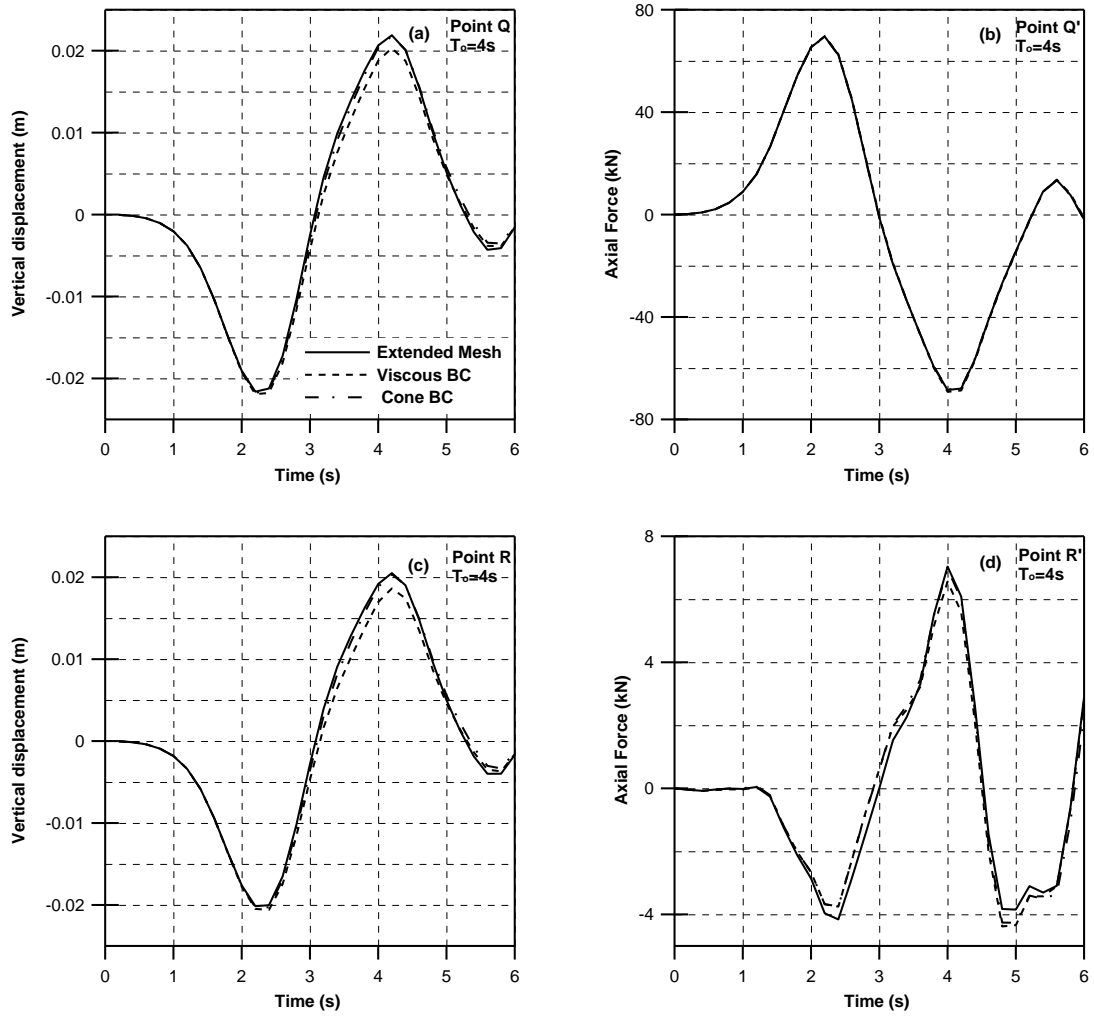 (a)
Point Q
Tₒ=4s
0.02
0.01
0
-0.01
-0.02
Vertical displacement (m)
Extended Mesh
Viscous BC
Cone BC
0 1 2 3 4 5 6
Time (s)
(b)
Point Q'
Tₒ=4s
80
40
0
-40
-80
Axial Force (kN)
0 1 2 3 4 5 6
Time (s)
(c)
Point R
Tₒ=4s
0.02
0.01
0
-0.01
-0.02
Vertical displacement (m)
0 1 2 3 4 5 6
Time (s)
(d)
Point R'
Tₒ=4s
8
4
0
-4
Axial Force (kN)
0 1 2 3 4 5 6
Time (s)